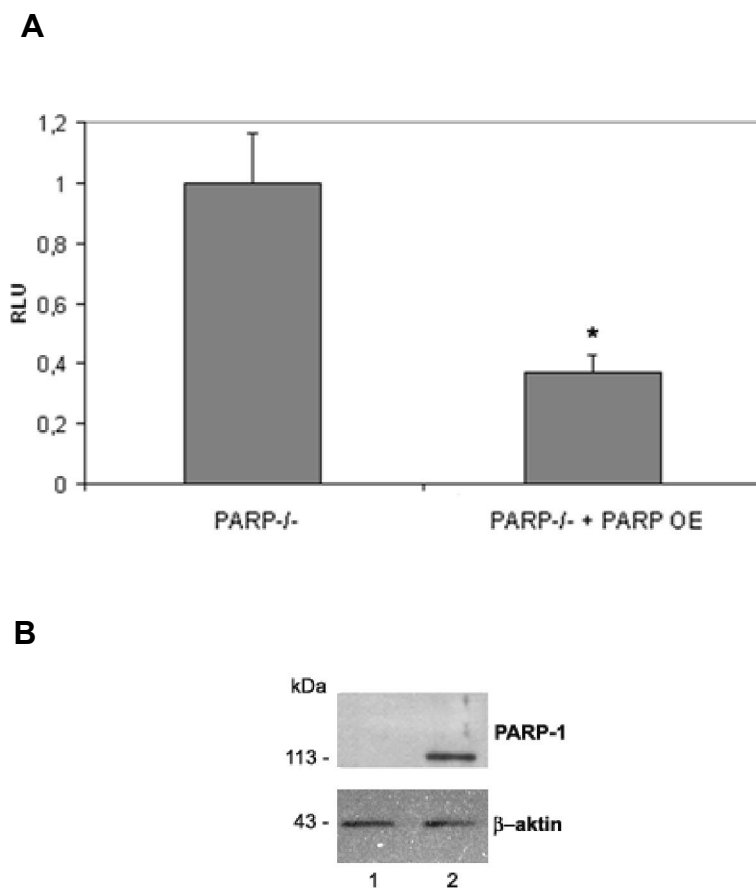 A
1,2
1
0,8
0,6
0,4
0,2
0
RLU
*
PARP-/-
PARP-/- + PARP OE
B
kDa
PARP-1
113 -
43 -
β–aktin
1 2